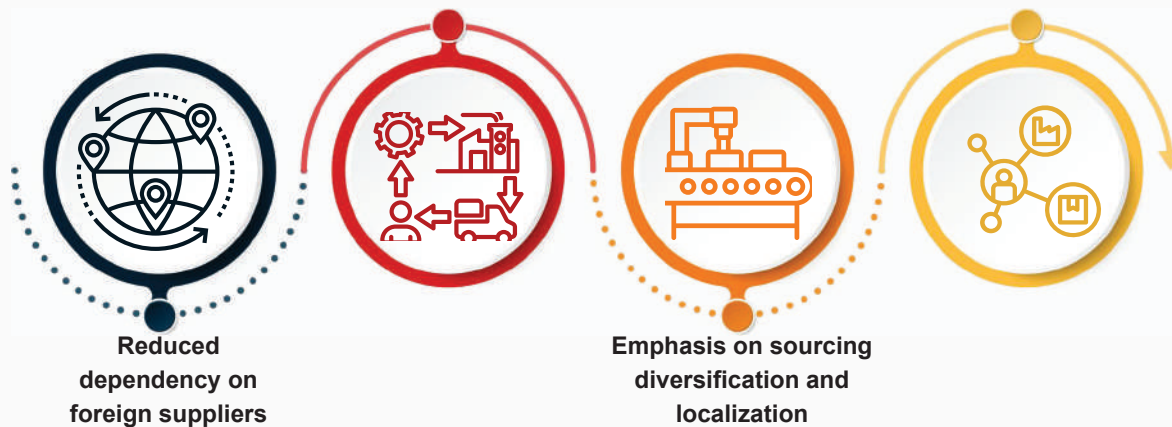 Reduced
dependency on
foreign suppliers
Emphasis on sourcing
diversification and
localization